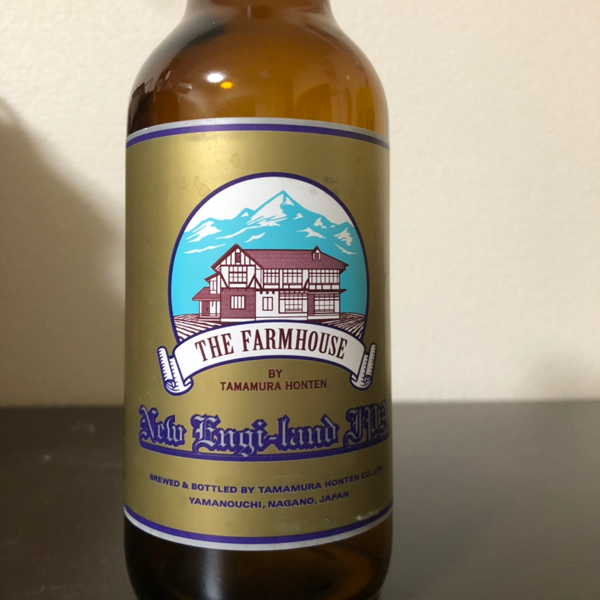 THE FARMHOUSE
BY
TAMAMURA HONTEN
New Engi-land IPA
BREWED & BOTTLED BY TAMAMURA HONTEN CO., LTD
YAMANOUCHI, NAGANO, JAPAN